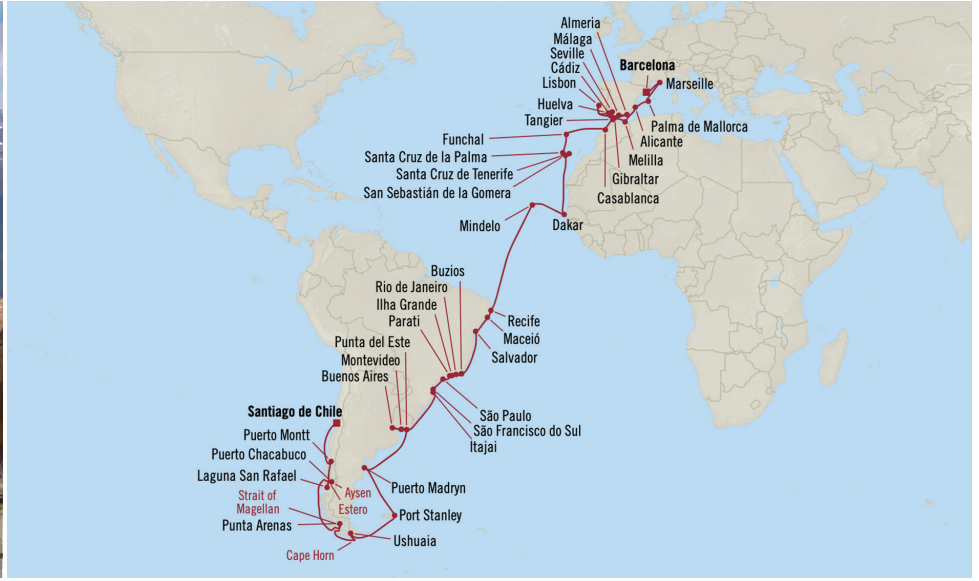 Almeria
Málaga
Seville
Cádiz
Lisbon
Barcelona
Marseille
Huelva
Tangier
Palma de Mallorca
Alicante
Melilla
Gibraltar
Casablanca
Funchal
Santa Cruz de la Palma
Santa Cruz de Tenerife
San Sebastián de la Gomera
Mindelo
Dakar
Buzios
Rio de Janeiro
Ilha Grande
Parati
Recife
Maceió
Salvador
Punta del Este
Montevideo
Buenos Aires
São Paulo
São Francisco do Sul
Itajai
Santiago de Chile
Puerto Montt
Puerto Chacabuco
Laguna San Rafael
Aysen
Estero
Strait of
Magellan
Punta Arenas
Puerto Madryn
Port Stanley
Ushuaia
Cape Horn